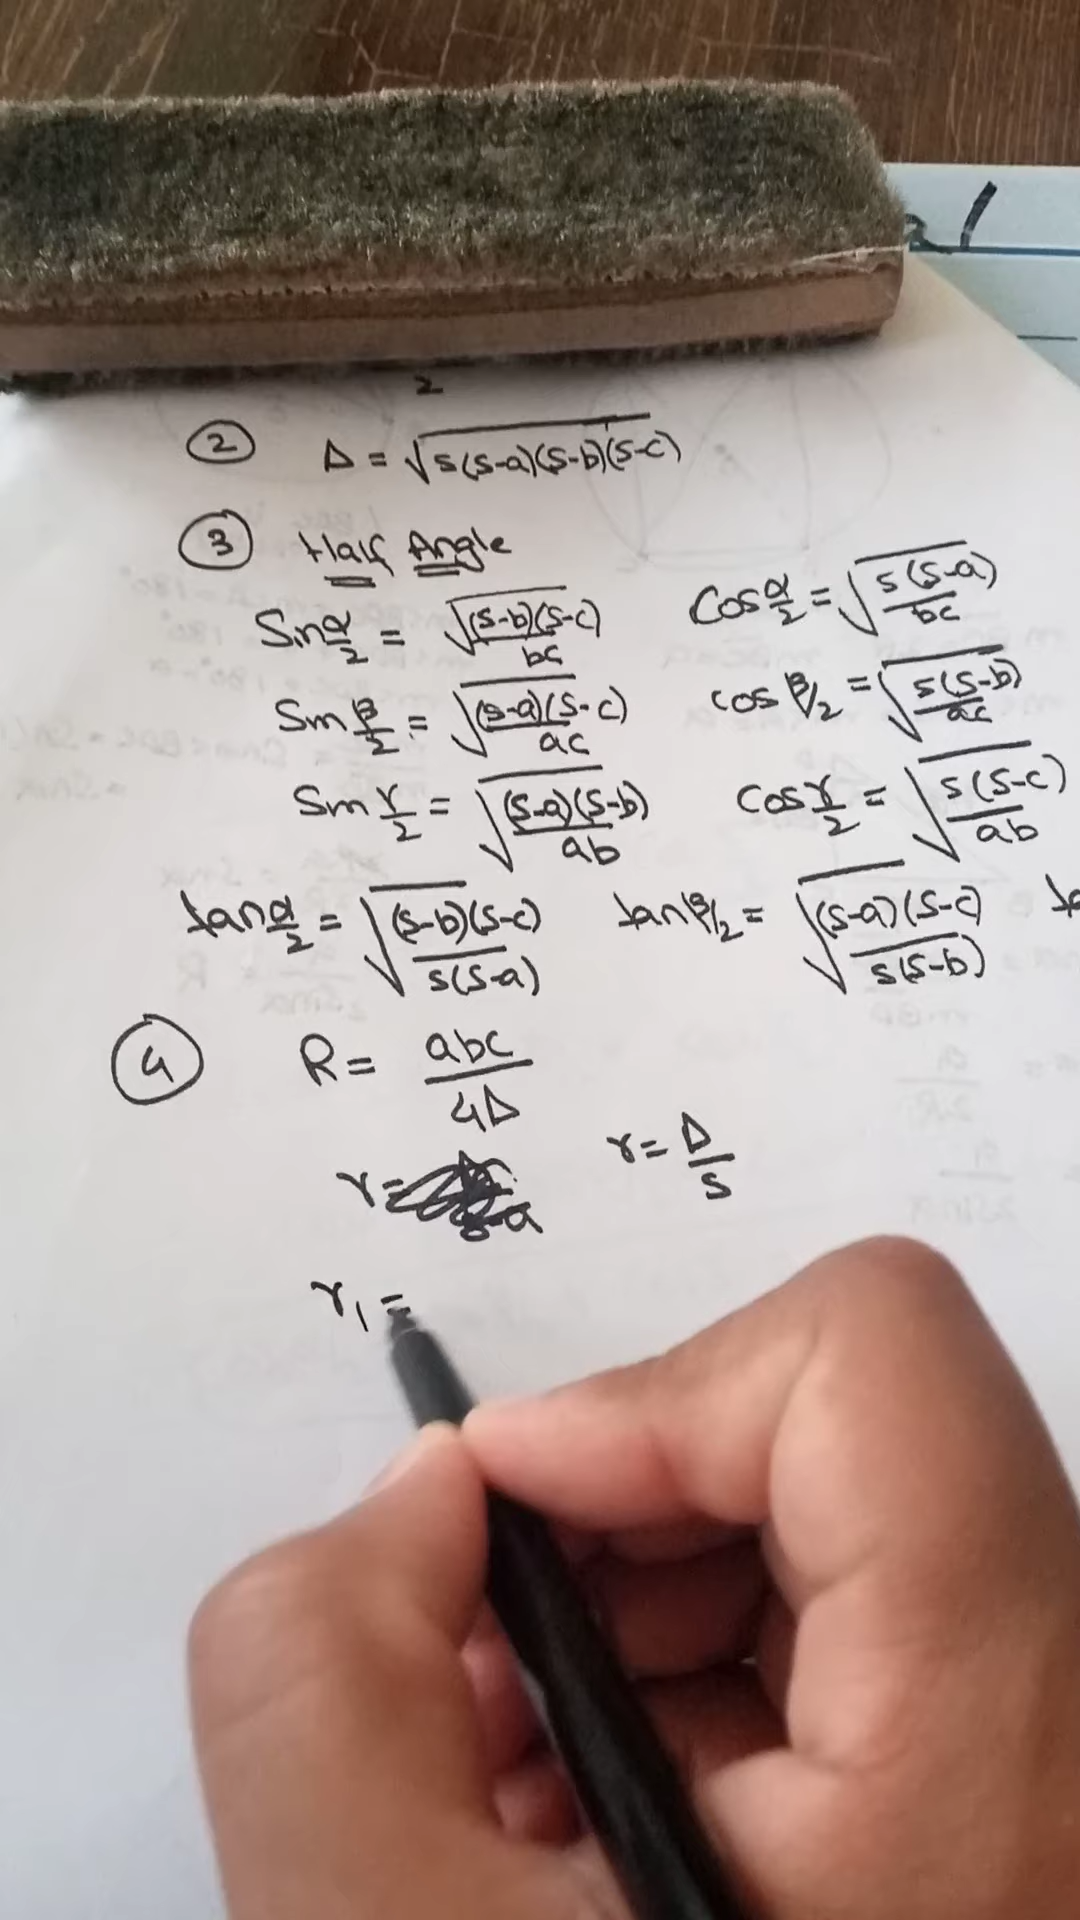 2
② Δ = √s(s-a)(s-b)(s-c)
③ Half Angle
Sin α/2 = √(s-b)(s-c)/bc Cos α/2 = √s(s-a)/bc
Sin β/2 = √(s-a)(s-c)/ac cos β/2 = √s(s-b)/ac
Sin γ/2 = √(s-a)(s-b)/ab cos γ/2 = √s(s-c)/ab
tan α/2 = √(s-b)(s-c)/s(s-a) tan β/2 = √(s-a)(s-c)/s(s-b)
④ R = abc/4Δ
r = r = Δ/s
r₁ =